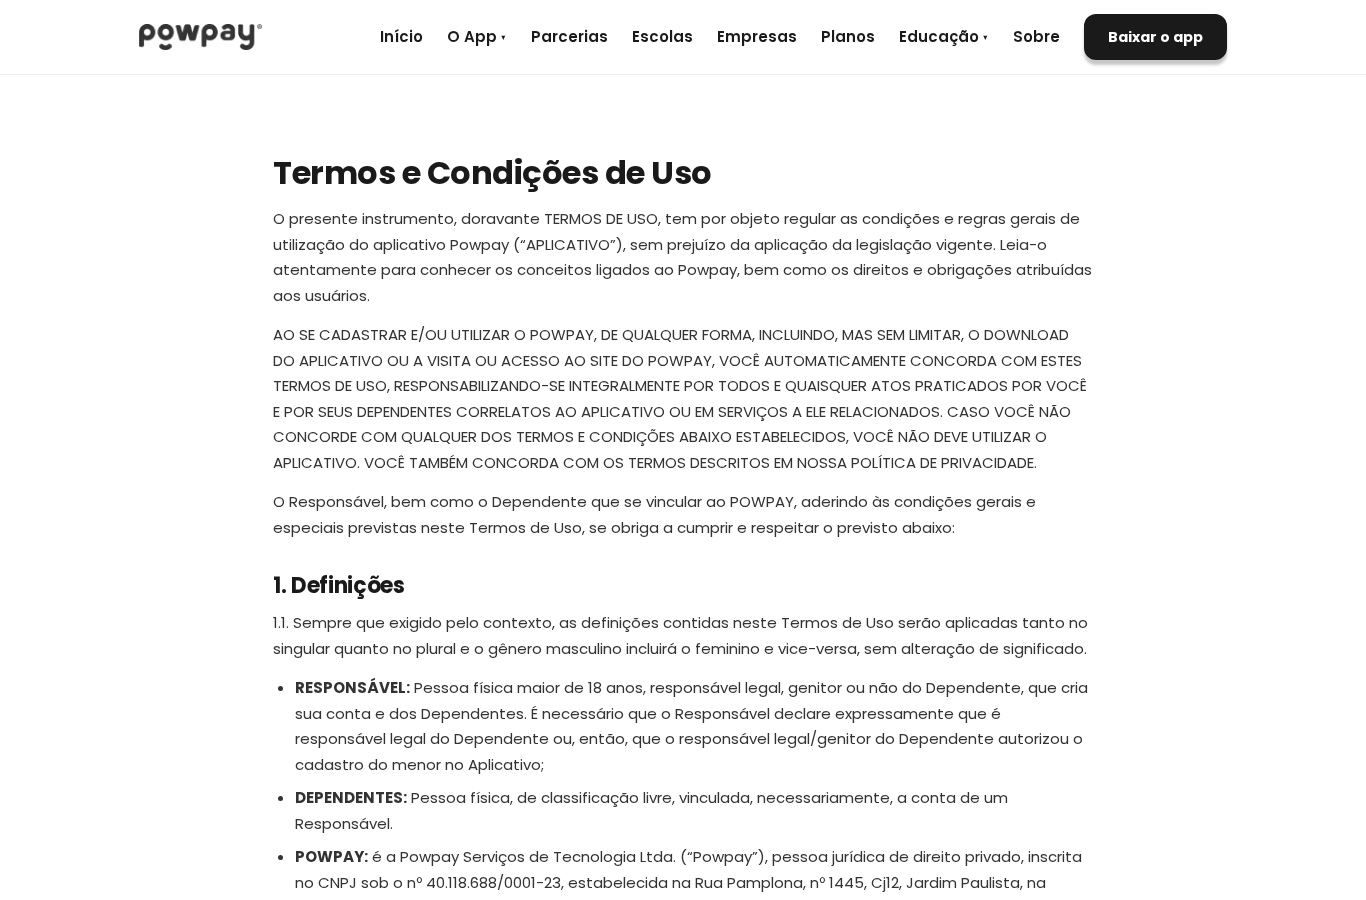 powpay®
Início
O App ▾
Parcerias
Escolas
Empresas
Planos
Educação ▾
Sobre
Baixar o app
Termos e Condições de Uso
O presente instrumento, doravante TERMOS DE USO, tem por objeto regular as condições e regras gerais de
utilização do aplicativo Powpay (“APLICATIVO”), sem prejuízo da aplicação da legislação vigente. Leia-o
atentamente para conhecer os conceitos ligados ao Powpay, bem como os direitos e obrigações atribuídas
aos usuários.
AO SE CADASTRAR E/OU UTILIZAR O POWPAY, DE QUALQUER FORMA, INCLUINDO, MAS SEM LIMITAR, O DOWNLOAD
DO APLICATIVO OU A VISITA OU ACESSO AO SITE DO POWPAY, VOCÊ AUTOMATICAMENTE CONCORDA COM ESTES
TERMOS DE USO, RESPONSABILIZANDO-SE INTEGRALMENTE POR TODOS E QUAISQUER ATOS PRATICADOS POR VOCÊ
E POR SEUS DEPENDENTES CORRELATOS AO APLICATIVO OU EM SERVIÇOS A ELE RELACIONADOS. CASO VOCÊ NÃO
CONCORDE COM QUALQUER DOS TERMOS E CONDIÇÕES ABAIXO ESTABELECIDOS, VOCÊ NÃO DEVE UTILIZAR O
APLICATIVO. VOCÊ TAMBÉM CONCORDA COM OS TERMOS DESCRITOS EM NOSSA POLÍTICA DE PRIVACIDADE.
O Responsável, bem como o Dependente que se vincular ao POWPAY, aderindo às condições gerais e
especiais previstas neste Termos de Uso, se obriga a cumprir e respeitar o previsto abaixo:
1. Definições
1.1. Sempre que exigido pelo contexto, as definições contidas neste Termos de Uso serão aplicadas tanto no
singular quanto no plural e o gênero masculino incluirá o feminino e vice-versa, sem alteração de significado.
• RESPONSÁVEL: Pessoa física maior de 18 anos, responsável legal, genitor ou não do Dependente, que cria
sua conta e dos Dependentes. É necessário que o Responsável declare expressamente que é
responsável legal do Dependente ou, então, que o responsável legal/genitor do Dependente autorizou o
cadastro do menor no Aplicativo;
• DEPENDENTES: Pessoa física, de classificação livre, vinculada, necessariamente, a conta de um
Responsável.
• POWPAY: é a Powpay Serviços de Tecnologia Ltda. (“Powpay”), pessoa jurídica de direito privado, inscrita
no CNPJ sob o nº 40.118.688/0001-23, estabelecida na Rua Pamplona, nº 1445, Cj12, Jardim Paulista, na